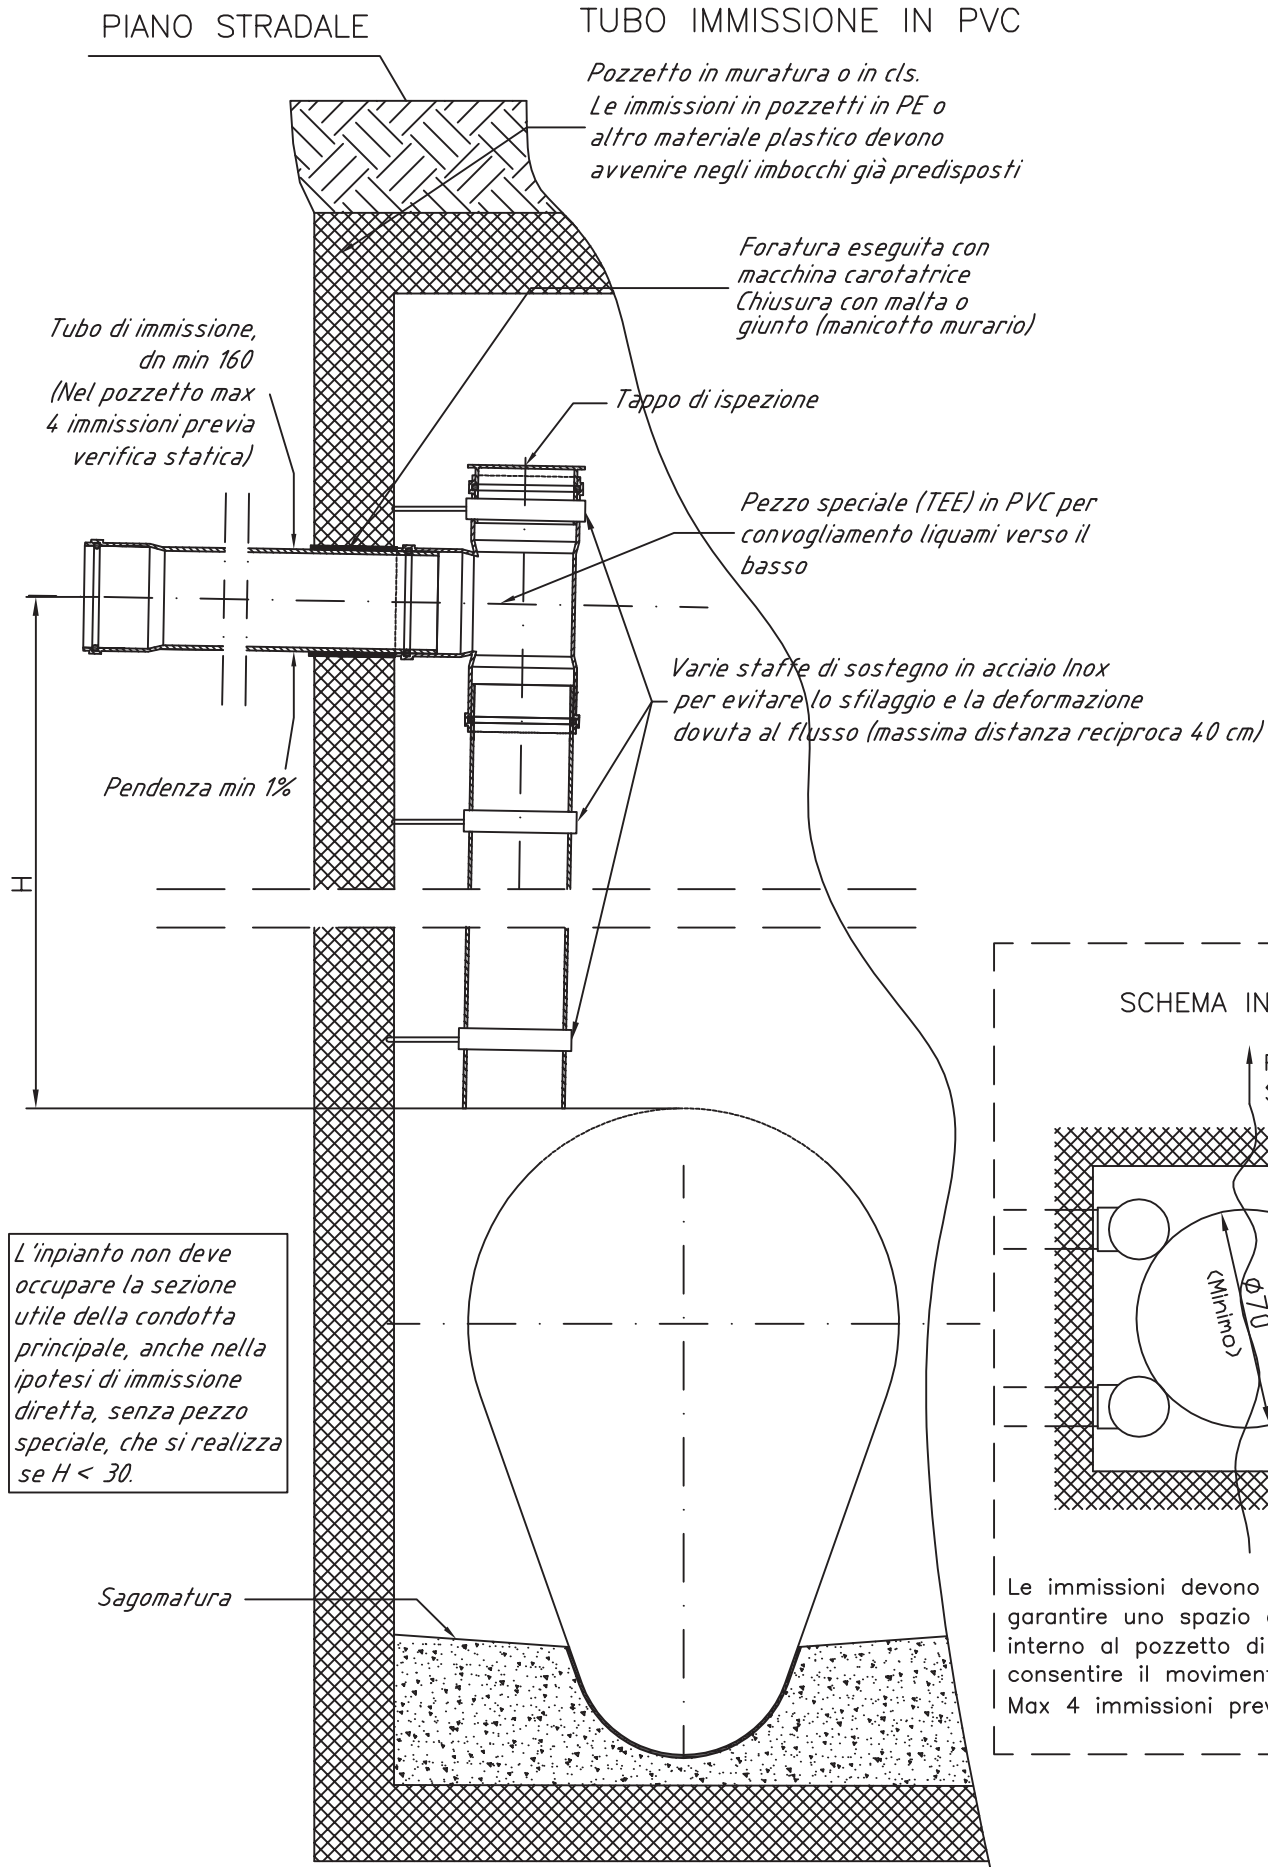 PIANO STRADALE
TUBO IMMISSIONE IN PVC
Pozzetto in muratura o in cls.
Le immissioni in pozzetti in PE o
altro materiale plastico devono
avvenire negli imbocchi già predisposti
Foratura eseguita con
macchina carotatrice
Chiusura con malta o
giunto (manicotto murario)
Tubo di immissione,
dn min 160
(Nel pozzetto max
4 immissioni previa
verifica statica)
Tappo di ispezione
Pezzo speciale (TEE) in PVC per
convogliamento liquami verso il
basso
Varie staffe di sostegno in acciaio Inox
per evitare lo sfilaggio e la deformazione
dovuta al flusso (massima distanza reciproca 40 cm)
Pendenza min 1%
H
L'inpianto non deve
occupare la sezione
utile della condotta
principale, anche nella
ipotesi di immissione
diretta, senza pezzo
speciale, che si realizza
se H < 30.
Sagomatura
SCHEMA IN
Ø70
(Minimo)
Le immissioni devono
garantire uno spazio
interno al pozzetto di
consentire il moviment
Max 4 immissioni prev